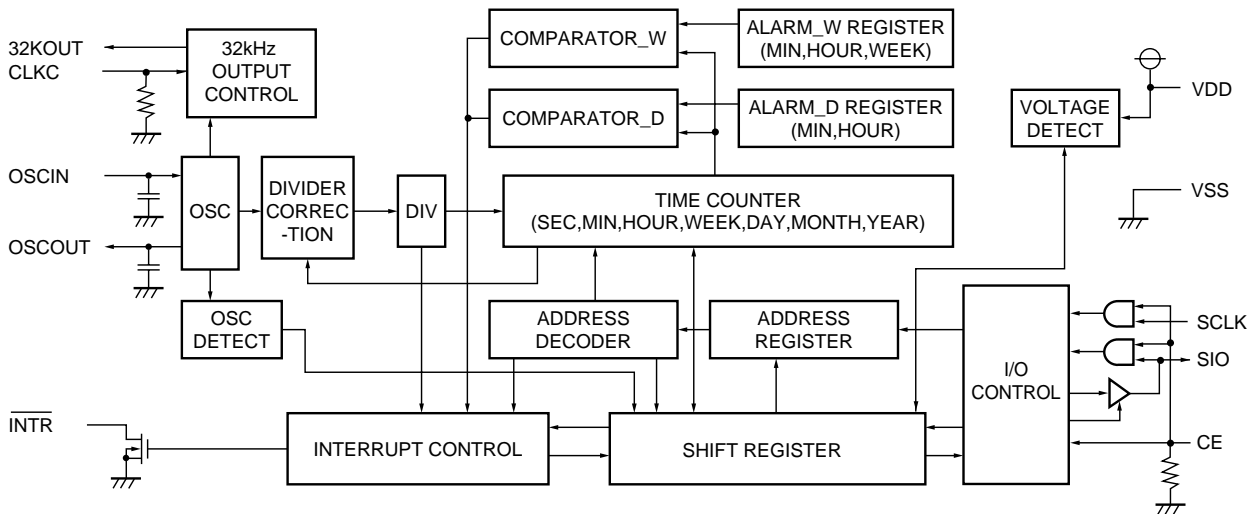 32KOUT
CLKC
32kHz
OUTPUT
CONTROL
COMPARATOR_W
ALARM_W REGISTER
(MIN,HOUR,WEEK)
COMPARATOR_D
ALARM_D REGISTER
(MIN,HOUR)
VOLTAGE
DETECT
VDD
VSS
OSCIN
OSCOUT
OSC
DIVIDER
CORREC
-TION
DIV
TIME COUNTER
(SEC,MIN,HOUR,WEEK,DAY,MONTH,YEAR)
OSC
DETECT
ADDRESS
DECODER
ADDRESS
REGISTER
I/O
CONTROL
SCLK
SIO
CE
INTR
INTERRUPT CONTROL
SHIFT REGISTER